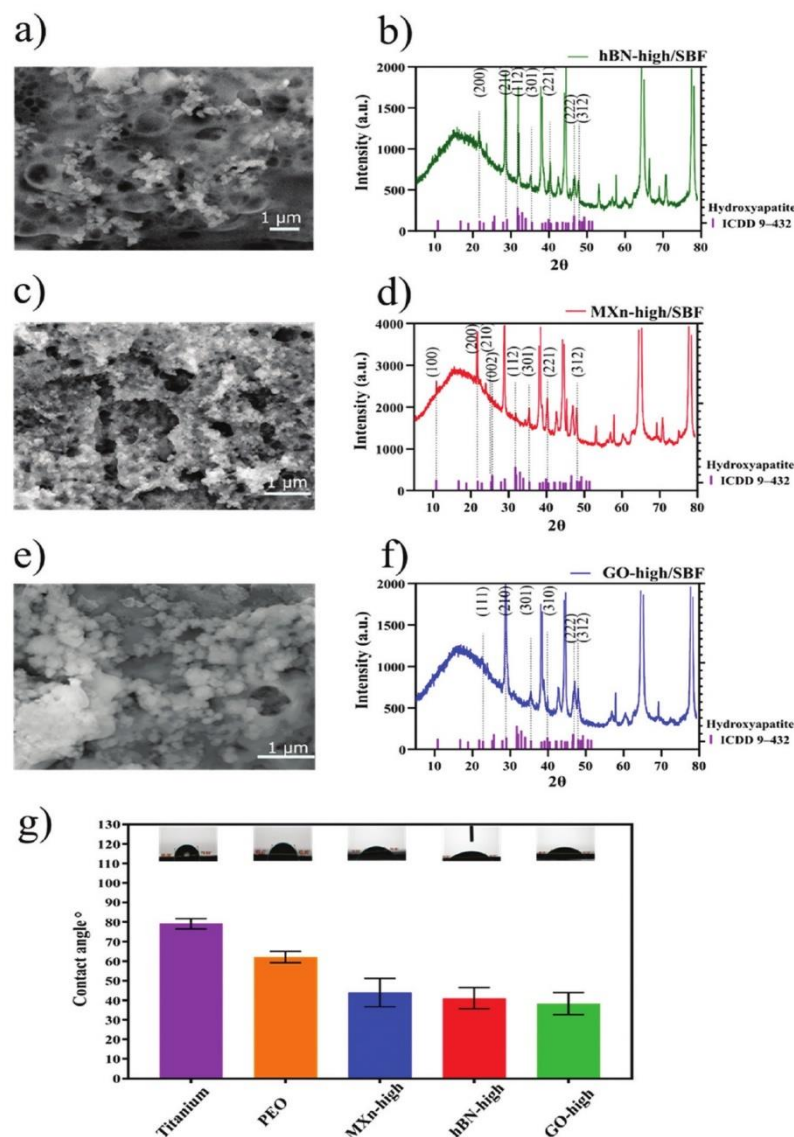 a)
1 µm
b)
hBN-high/SBF
(200)
(210)
(112)
(301)
(221)
(222)
(312)
2000
1500
1000
500
0
Intensity (a.u.)
10 20 30 40 50 60 70 80
2θ
Hydroxyapatite
ICDD 9–432
c)
1 µm
d)
MXn-high/SBF
(100)
(200)
(210)
(002)
(112)
(301)
(221)
(312)
4000
3000
2000
1000
0
Intensity (a.u.)
10 20 30 40 50 60 70 80
2θ
Hydroxyapatite
ICDD 9–432
e)
1 µm
f)
GO-high/SBF
(111)
(210)
(301)
(310)
(222)
(312)
2000
1500
1000
500
0
Intensity (a.u.)
10 20 30 40 50 60 70 80
2θ
Hydroxyapatite
ICDD 9–432
g)
130
120
110
100
90
80
70
60
50
40
30
20
10
0
Contact angle °
Titanium
PEO
MXn-high
hBN-high
GO-high